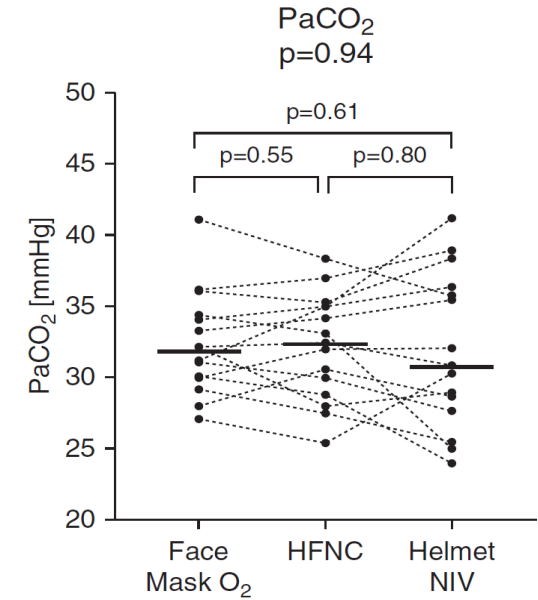 PaCO₂
p=0.94
50
p=0.61
45
p=0.55
p=0.80
40
35
30
25
20
PaCO₂ [mmHg]
Face
Mask O₂
HFNC
Helmet
NIV